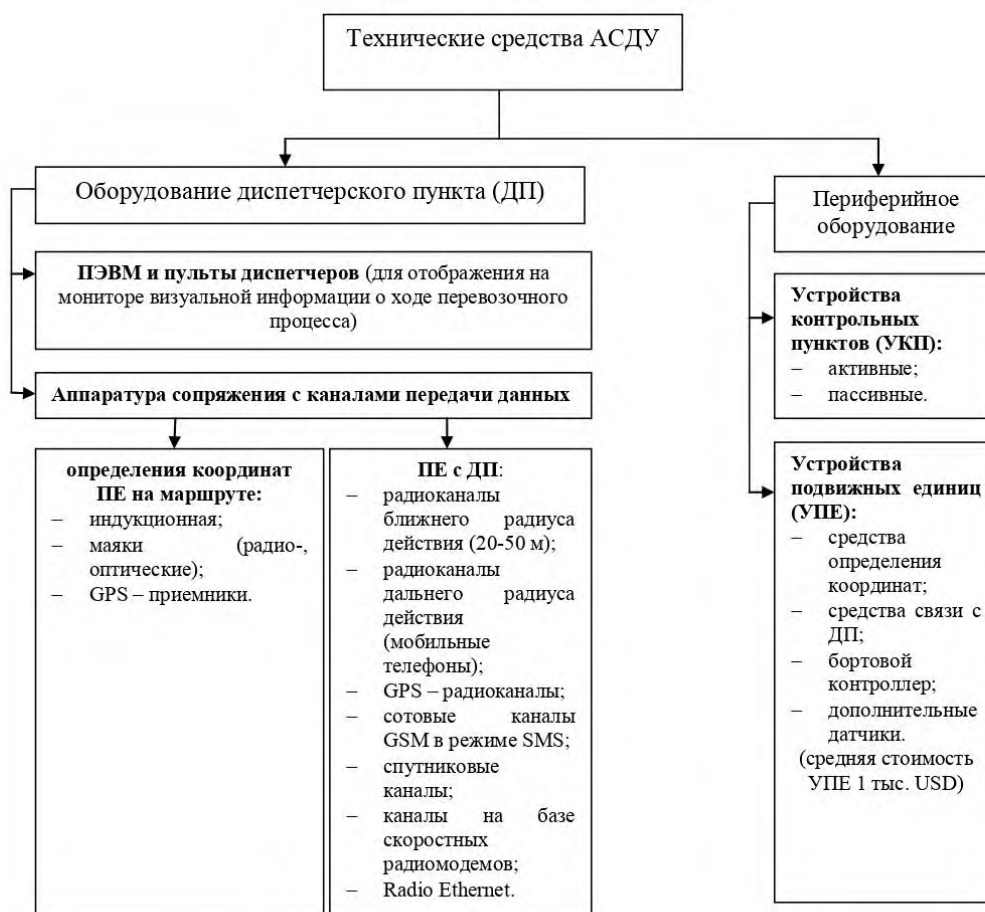 Технические средства АСДУ
Оборудование диспетчерского пункта (ДП)
ПЭВМ и пульты диспетчеров (для отображения на
мониторе визуальной информации о ходе перевозочного
процесса)
Аппаратура сопряжения с каналами передачи данных
определения координат
ПЕ на маршруте:
– индукционная;
– маяки (радио-,
оптические);
– GPS – приемники.
ПЕ с ДП:
– радиоканалы
ближнего радиуса
действия (20-50 м);
– радиоканалы
дальнего радиуса
действия
(мобильные
телефоны);
– GPS – радиоканалы;
– сотовые каналы
GSM в режиме SMS;
– спутниковые
каналы;
– каналы на базе
скоростных
радиомодемов;
– Radio Ethernet.
Периферийное
оборудование
Устройства
контрольных
пунктов (УКП):
– активные;
– пассивные.
Устройства
подвижных единиц
(УПЕ):
– средства
определения
координат;
– средства связи с
ДП;
– бортовой
контроллер;
– дополнительные
датчики.
(средняя стоимость
УПЕ 1 тыс. USD)